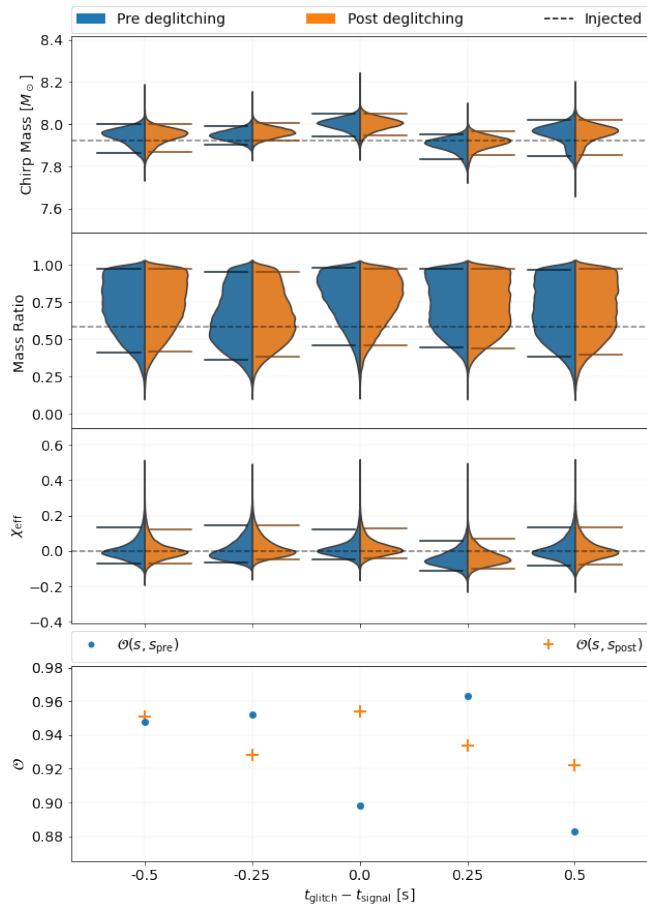 Pre deglitching Post deglitching Injected
8.4
8.2
8.0
7.8
7.6
Chirp Mass [M⊙]
1.00
0.75
0.50
0.25
0.00
Mass Ratio
0.6
0.4
0.2
0.0
−0.2
−0.4
χeff
𝒪(s, spre) 𝒪(s, spost)
0.98
0.96
0.94
0.92
0.90
0.88
𝒪
-0.5 -0.25 0.0 0.25 0.5
tglitch − tsignal [s]